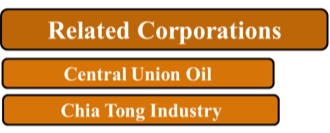 Related Corporations
Central Union Oil
Chia Tong Industry